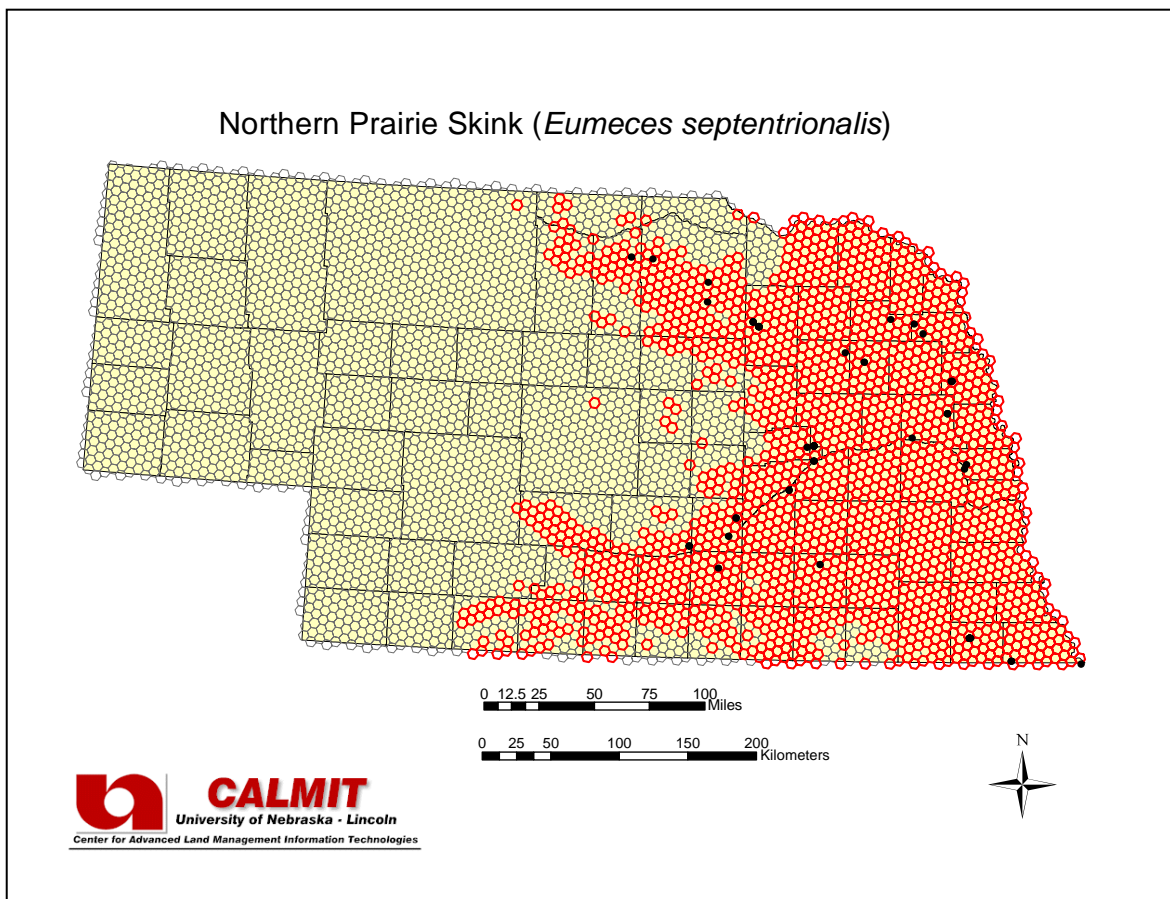 Northern Prairie Skink (Eumeces septentrionalis)
0 12.5 25 50 75 100
Miles
0 25 50 100 150 200
Kilometers
N
CALMIT
University of Nebraska - Lincoln
Center for Advanced Land Management Information Technologies